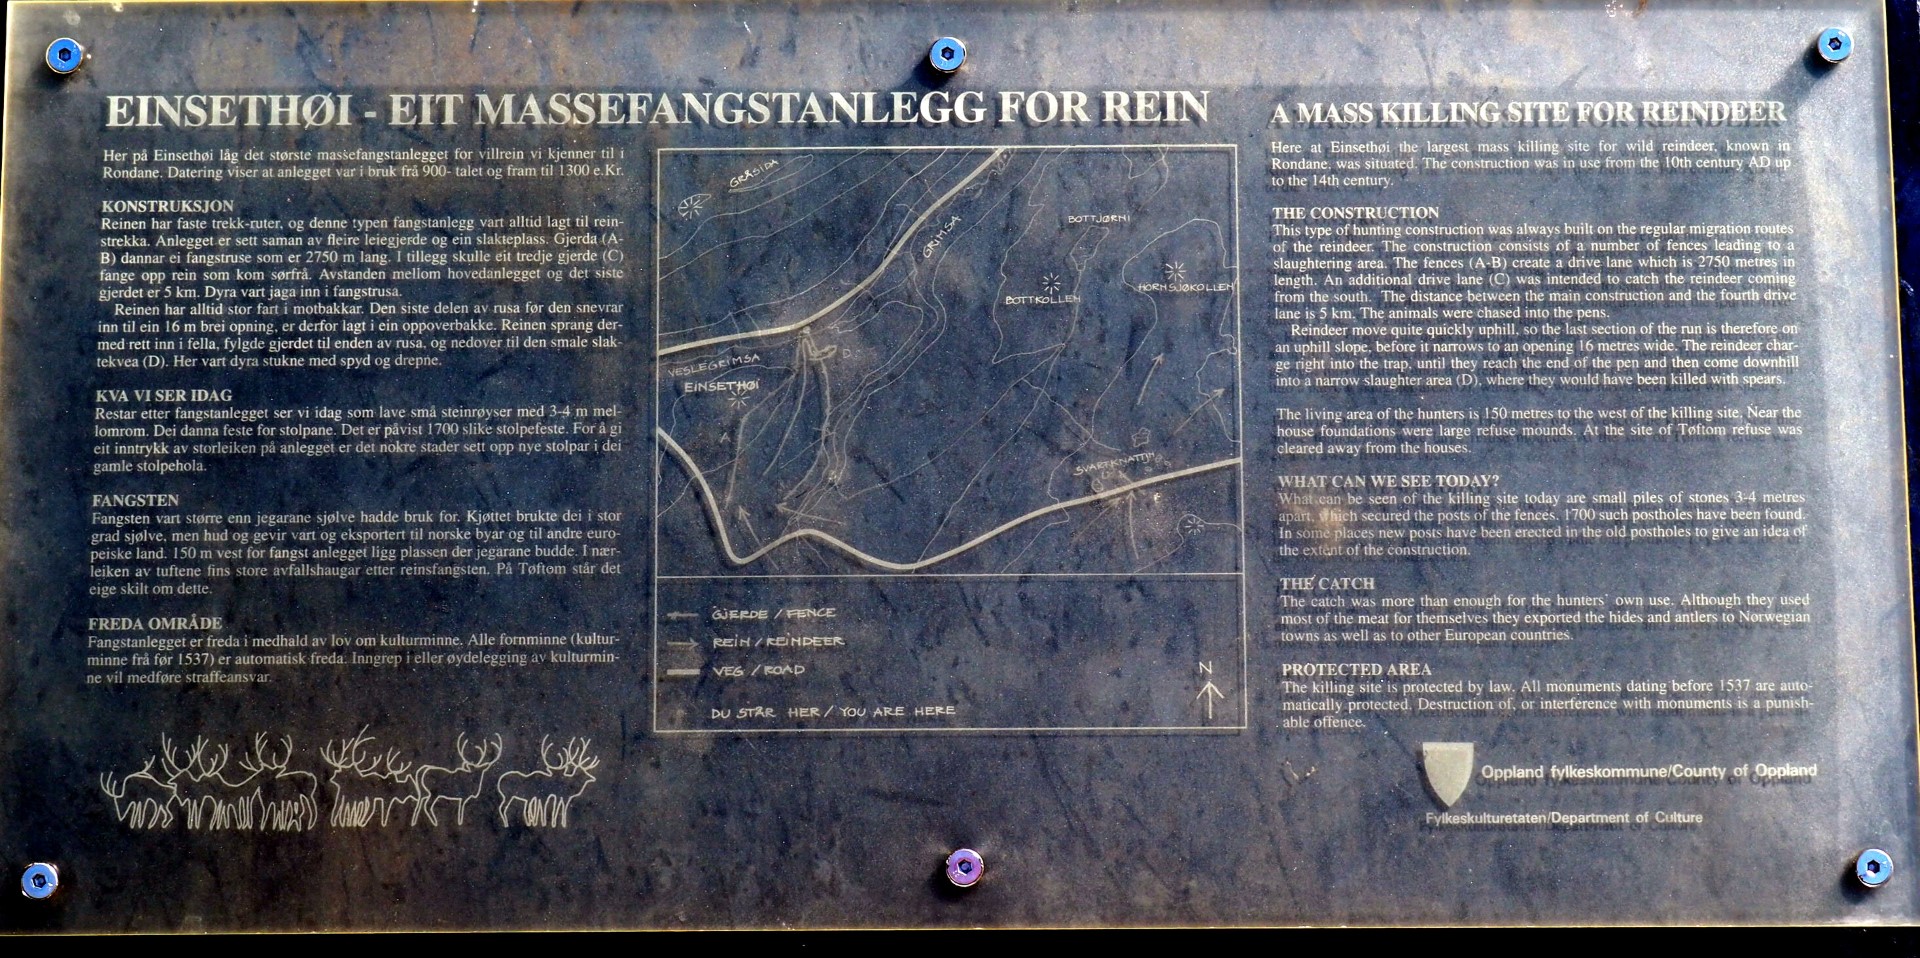 EINSETHØI - EIT MASSEFANGSTANLEGG FOR REIN
Her på Einsethøi låg det største massefangstanlegget for villrein vi kjenner til i
Rondane. Datering viser at anlegget var i bruk frå 900- talet og fram til 1300 e.Kr.
KONSTRUKSJON
Reinen har faste trekk-ruter, og denne typen fangstanlegg vart alltid lagt til rein-
strekka. Anlegget er sett saman av fleire leiegjerde og ein slakteplass. Gjerda (A-
B) dannar ei fangstruse som er 2750 m lang. I tillegg skulle eit tredje gjerde (C)
fange opp rein som kom sørfrå. Avstanden mellom hovedanlegget og det siste
gjerdet er 5 km. Dyra vart jaga inn i fangstrusa.
Reinen har alltid stor fart i motbakkar. Den siste delen av rusa før den snevrar
inn til ein 16 m brei opning, er derfor lagt i ein oppoverbakke. Reinen sprang der-
med rett inn i fella, fylgde gjerdet til enden av rusa, og nedover til den smale slak-
tekvea (D). Her vart dyra stukne med spyd og drepne.
KVA VI SER IDAG
Restar etter fangstanlegget ser vi idag som lave små steinrøyser med 3-4 m mel-
lomrom. Dei danna feste for stolpane. Det er påvist 1700 slike stolpefeste. For å gi
eit inntrykk av storleiken på anlegget er det nokre stader sett opp nye stolpar i dei
gamle stolpehola.
FANGSTEN
Fangsten vart større enn jegarane sjølve hadde bruk for. Kjøttet brukte dei i stor
grad sjølve, men hud og gevir vart og eksportert til norske byar og til andre euro-
peiske land. 150 m vest for fangst anlegget ligg plassen der jegarane budde. I nær-
leiken av tuftene fins store avfallshaugar etter reinsfangsten. På Tøftom står det
eige skilt om dette.
FREDA OMRÅDE
Fangstanlegget er freda i medhald av lov om kulturminne. Alle fornminne (kultur-
minne frå før 1537) er automatisk freda. Inngrep i eller øydelegging av kulturmin-
ne vil medføre straffeansvar.
GRÅSIDA
GRIMSA
BOTTJØRNI
BOTTKOLLEN
HORNSJØKOLLEN
VESLEGRIMSA
EINSETHØI
D
A
SVARTKNATTIN
GJERDE / FENCE
REIN / REINDEER
VEG / ROAD
DU STÅR HER / YOU ARE HERE
N
A MASS KILLING SITE FOR REINDEER
Here at Einsethøi the largest mass killing site for wild reindeer, known in
Rondane, was situated. The construction was in use from the 10th century AD up
to the 14th century.
THE CONSTRUCTION
This type of hunting construction was always built on the regular migration routes
of the reindeer. The construction consists of a number of fences leading to a
slaughtering area. The fences (A-B) create a drive lane which is 2750 metres in
length. An additional drive lane (C) was intended to catch the reindeer coming
from the south. The distance between the main construction and the fourth drive
lane is 5 km. The animals were chased into the pens.
Reindeer move quite quickly uphill, so the last section of the run is therefore on
an uphill slope, before it narrows to an opening 16 metres wide. The reindeer char-
ge right into the trap, until they reach the end of the pen and then come downhill
into a narrow slaughter area (D), where they would have been killed with spears.
The living area of the hunters is 150 metres to the west of the killing site. Near the
house foundations were large refuse mounds. At the site of Tøftom refuse was
cleared away from the houses.
WHAT CAN WE SEE TODAY?
What can be seen of the killing site today are small piles of stones 3-4 metres
apart, which secured the posts of the fences. 1700 such postholes have been found.
In some places new posts have been erected in the old postholes to give an idea of
the extent of the construction.
THE CATCH
The catch was more than enough for the hunters' own use. Although they used
most of the meat for themselves they exported the hides and antlers to Norwegian
towns as well as to other European countries.
PROTECTED AREA
The killing site is protected by law. All monuments dating before 1537 are auto-
matically protected. Destruction of, or interference with monuments is a punish-
able offence.
Oppland fylkeskommune/County of Oppland
Fylkeskulturetaten/Department of Culture